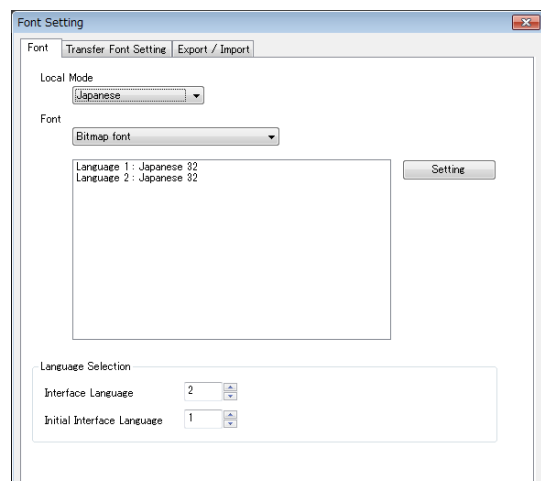 Font Setting
Font
Transfer Font Setting
Export / Import
Local Mode
Japanese
Font
Bitmap font
Language 1 : Japanese 32
Language 2 : Japanese 32
Setting
Language Selection
Interface Language 2
Initial Interface Language 1